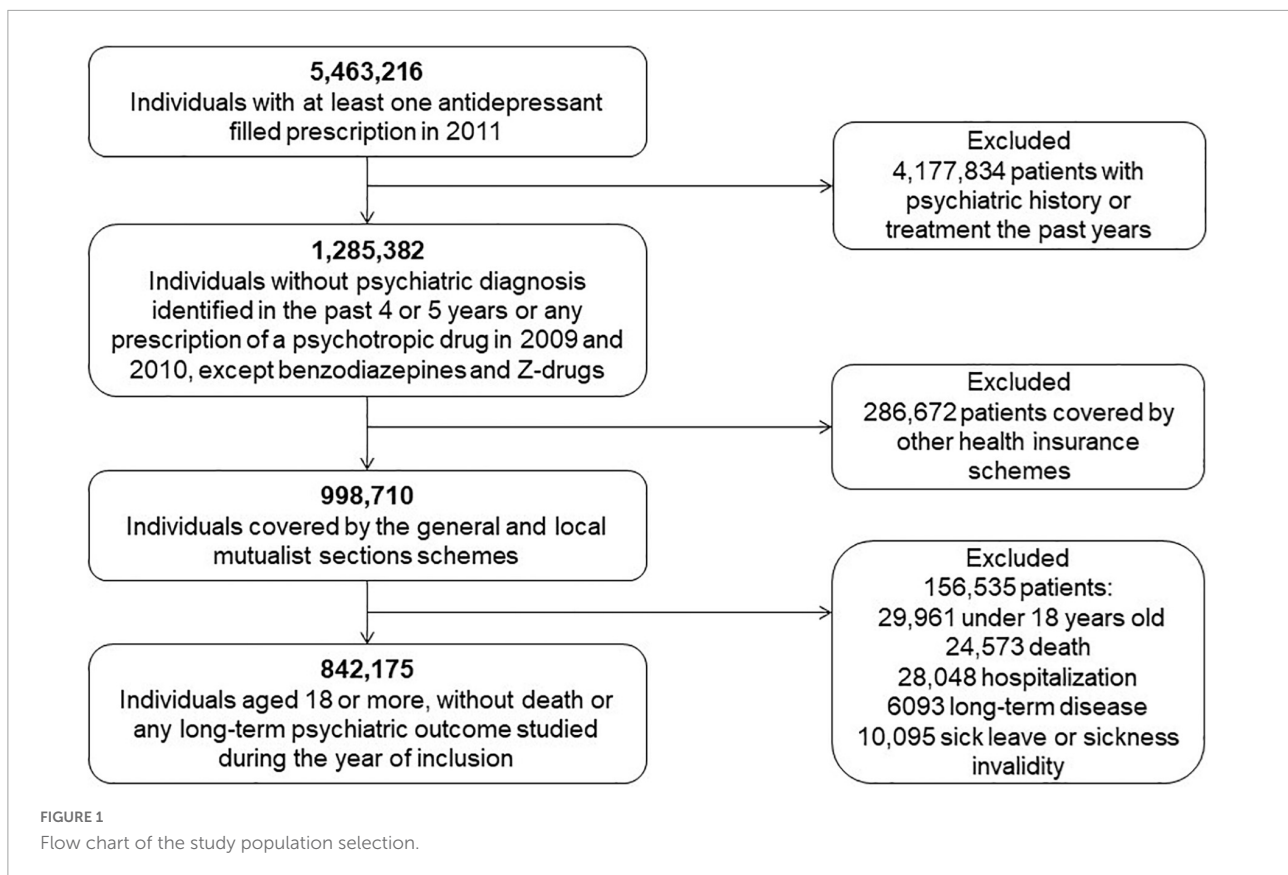 5,463,216
Individuals with at least one antidepressant
filled prescription in 2011
Excluded
4,177,834 patients with
psychiatric history or
treatment the past years
1,285,382
Individuals without psychiatric diagnosis
identified in the past 4 or 5 years or any
prescription of a psychotropic drug in 2009 and
2010, except benzodiazepines and Z-drugs
Excluded
286,672 patients covered by
other health insurance
schemes
998,710
Individuals covered by the general and local
mutualist sections schemes
Excluded
156,535 patients:
29,961 under 18 years old
24,573 death
28,048 hospitalization
6093 long-term disease
10,095 sick leave or sickness
invalidity
842,175
Individuals aged 18 or more, without death or
any long-term psychiatric outcome studied
during the year of inclusion
FIGURE 1
Flow chart of the study population selection.